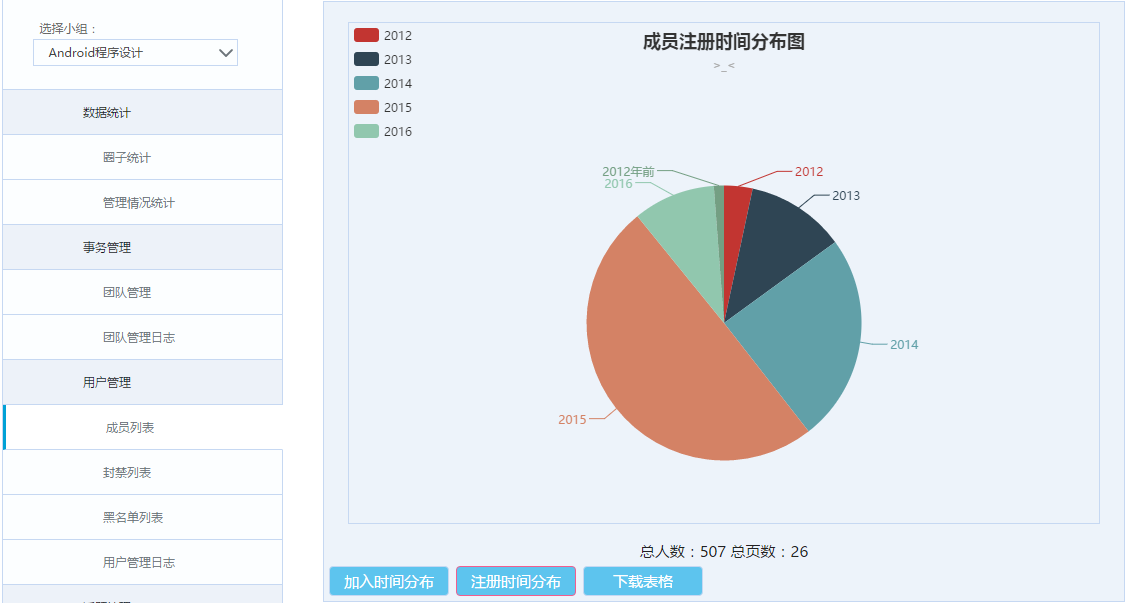 选择小组：
Android程序设计
数据统计
圈子统计
管理情况统计
事务管理
团队管理
团队管理日志
用户管理
成员列表
封禁列表
黑名单列表
用户管理日志
2012
2013
2014
2015
2016
成员注册时间分布图
>_<
2012年前
2016
2012
2013
2014
2015
总人数：507 总页数：26
加入时间分布
注册时间分布
下载表格